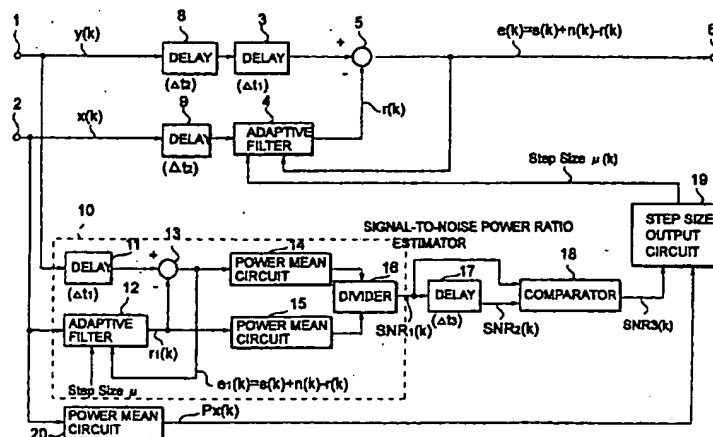 1
y(k)
8
DELAY
(Δt2)
3
DELAY
(Δt1)
+
-
5
e(k)=s(k)+n(k)-r(k)
6
2
x(k)
9
DELAY
(Δt2)
4
ADAPTIVE
FILTER
r(k)
Step Size μ(k)
19
STEP SIZE
OUTPUT
CIRCUIT
10
SIGNAL-TO-NOISE POWER RATIO
ESTIMATOR
11
DELAY
(Δt1)
+
-
13
14
POWER MEAN
CIRCUIT
12
ADAPTIVE
FILTER
r1(k)
15
POWER MEAN
CIRCUIT
16
DIVIDER
SNR1(k)
17
DELAY
(Δt3)
SNR2(k)
18
COMPARATOR
SNR3(k)
Step Size μ
e1(k)=s(k)+n(k)-r(k)
20
POWER MEAN
CIRCUIT
Px(k)